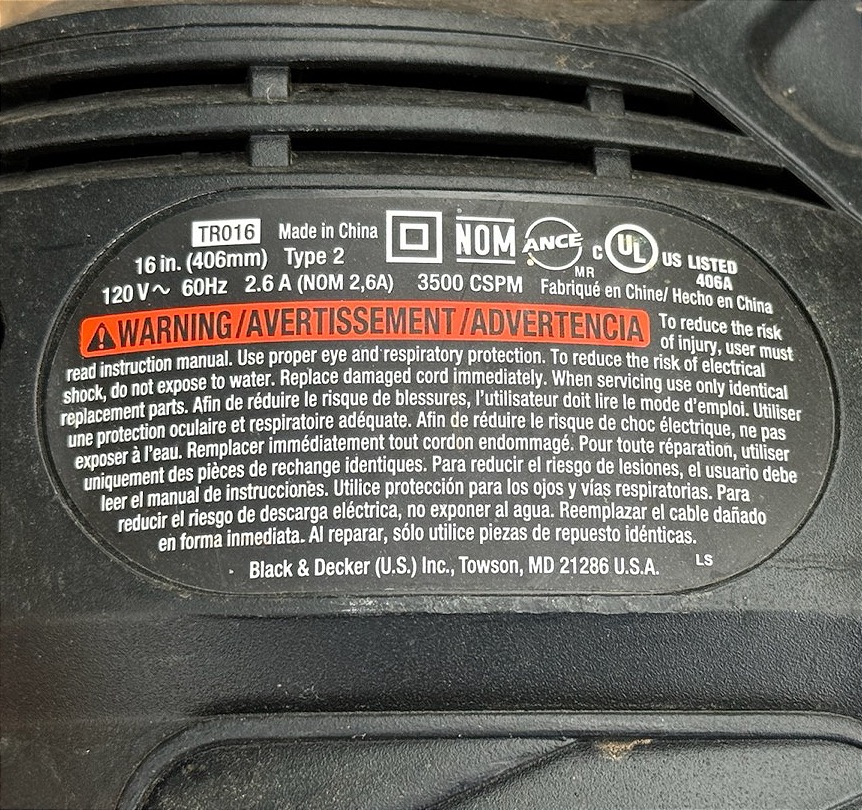 TR016 Made in China NOM ANCE MR C UL US LISTED
16 in. (406mm) Type 2 406A
120 V~ 60Hz 2.6 A (NOM 2,6A) 3500 CSPM Fabriqué en Chine/ Hecho en China
WARNING/AVERTISSEMENT/ADVERTENCIA To reduce the risk
of injury, user must
read instruction manual. Use proper eye and respiratory protection. To reduce the risk of electrical
shock, do not expose to water. Replace damaged cord immediately. When servicing use only identical
replacement parts. Afin de réduire le risque de blessures, l'utilisateur doit lire le mode d'emploi. Utiliser
une protection oculaire et respiratoire adéquate. Afin de réduire le risque de choc électrique, ne pas
exposer à l'eau. Remplacer immédiatement tout cordon endommagé. Pour toute réparation, utiliser
uniquement des pièces de rechange identiques. Para reducir el riesgo de lesiones, el usuario debe
leer el manual de instrucciones. Utilice protección para los ojos y vías respiratorias. Para
reducir el riesgo de descarga eléctrica, no exponer al agua. Reemplazar el cable dañado
en forma inmediata. Al reparar, sólo utilice piezas de repuesto idénticas.
Black & Decker (U.S.) Inc., Towson, MD 21286 U.S.A. LS